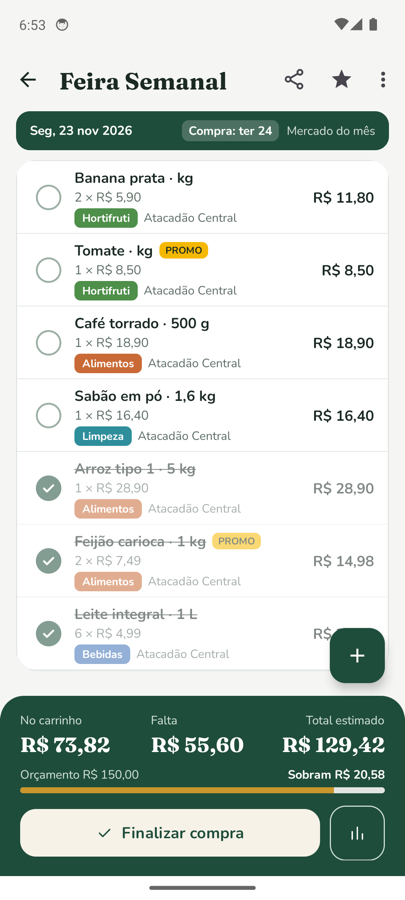 6:53
Feira Semanal
Seg, 23 nov 2026
Compra: ter 24
Mercado do mês
Banana prata · kg
2 × R$ 5,90
R$ 11,80
Hortifruti
Atacadão Central
Tomate · kg
PROMO
1 × R$ 8,50
R$ 8,50
Hortifruti
Atacadão Central
Café torrado · 500 g
1 × R$ 18,90
R$ 18,90
Alimentos
Atacadão Central
Sabão em pó · 1,6 kg
1 × R$ 16,40
R$ 16,40
Limpeza
Atacadão Central
Arroz tipo 1 · 5 kg
1 × R$ 28,90
R$ 28,90
Alimentos
Atacadão Central
Feijão carioca · 1 kg
PROMO
2 × R$ 7,49
R$ 14,98
Alimentos
Atacadão Central
Leite integral · 1 L
6 × R$ 4,99
R$
Bebidas
Atacadão Central
No carrinho
Falta
Total estimado
R$ 73,82
R$ 55,60
R$ 129,42
Orçamento R$ 150,00
Sobram R$ 20,58
Finalizar compra